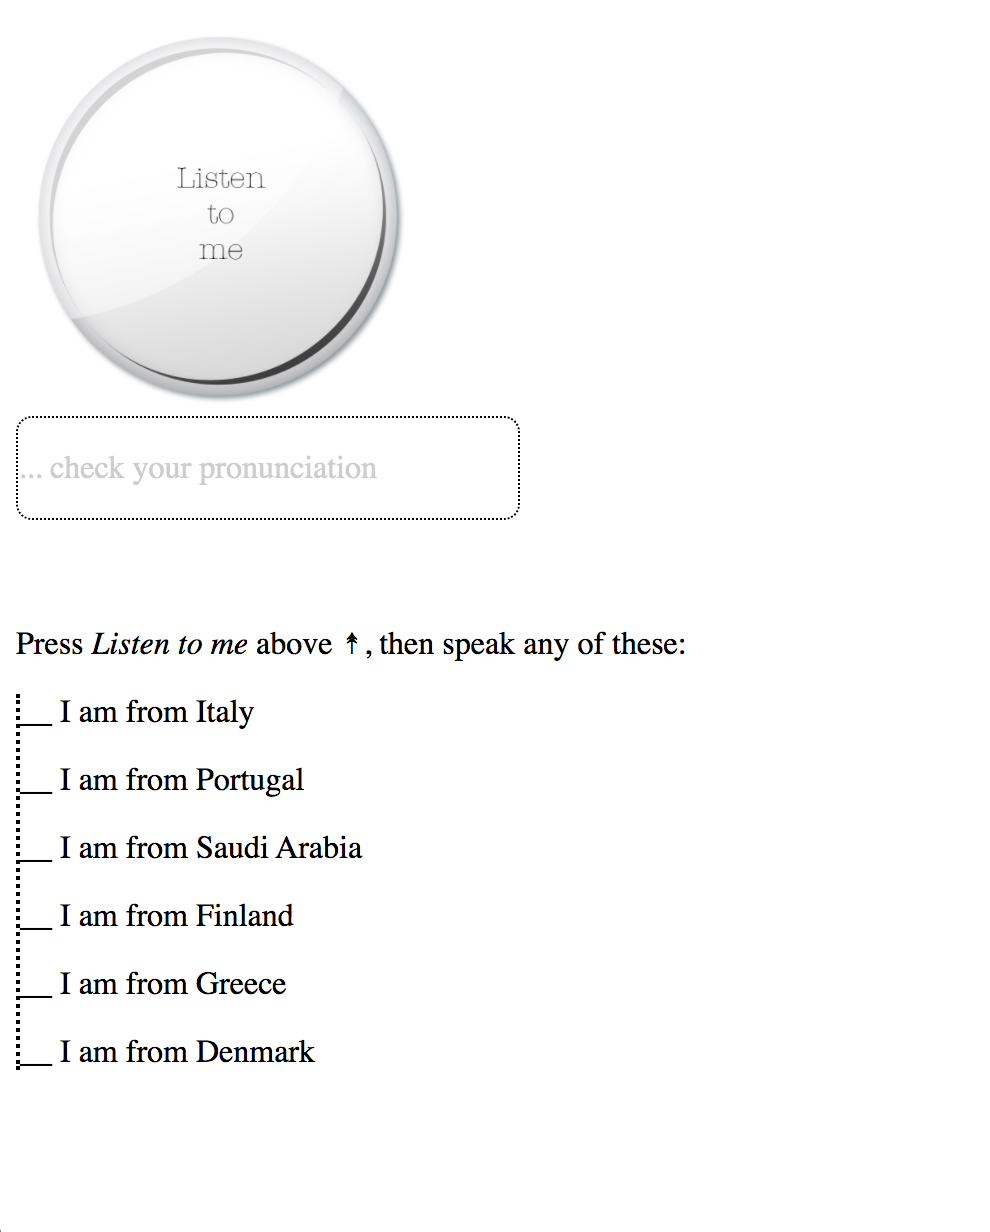 Listen
to
me
... check your pronunciation
Press Listen to me above ↟, then speak any of these:
__ I am from Italy
__ I am from Portugal
__ I am from Saudi Arabia
__ I am from Finland
__ I am from Greece
__ I am from Denmark